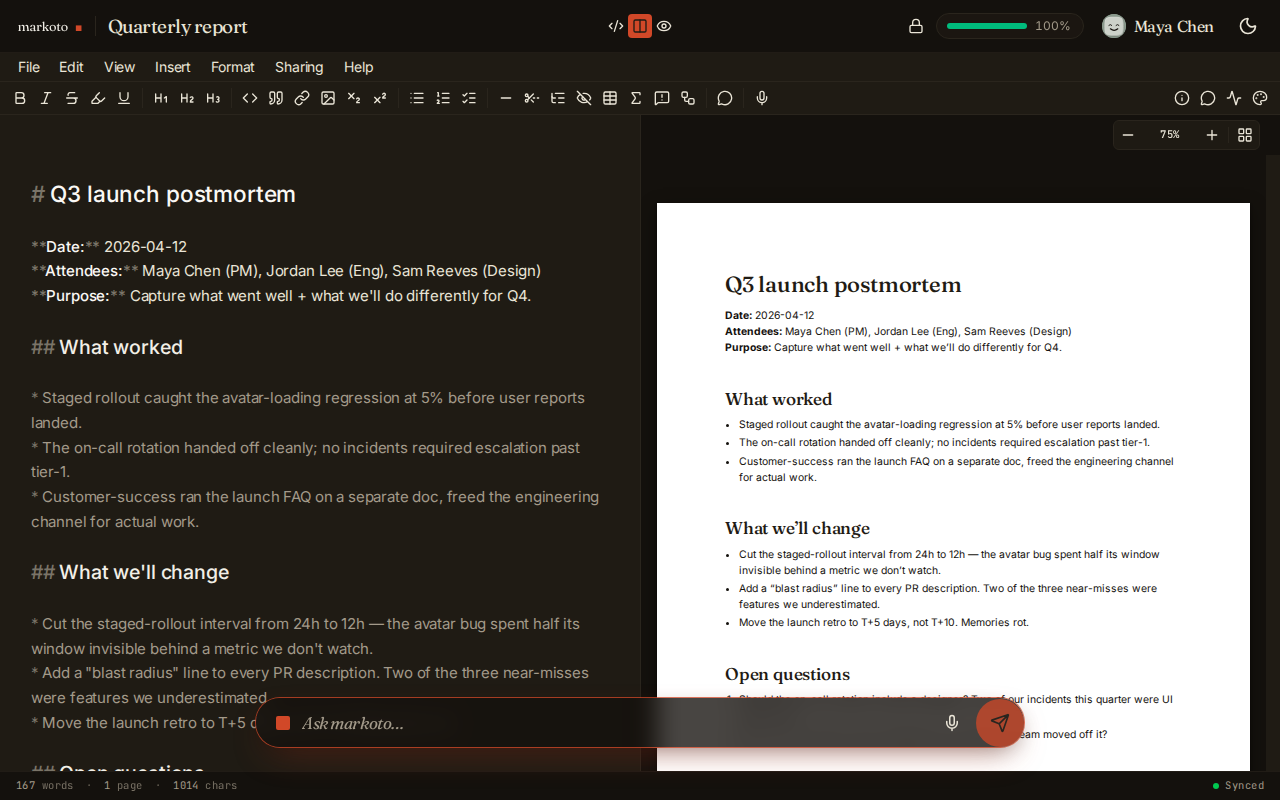 markoto
Quarterly report
100%
Maya Chen
File Edit View Insert Format Sharing Help
H1 H2 H3
75%
# Q3 launch postmortem
**Date:** 2026-04-12
**Attendees:** Maya Chen (PM), Jordan Lee (Eng), Sam Reeves (Design)
**Purpose:** Capture what went well + what we'll do differently for Q4.
## What worked
* Staged rollout caught the avatar-loading regression at 5% before user reports
landed.
* The on-call rotation handed off cleanly; no incidents required escalation past
tier-1.
* Customer-success ran the launch FAQ on a separate doc, freed the engineering
channel for actual work.
## What we'll change
* Cut the staged-rollout interval from 24h to 12h — the avatar bug spent half its
window invisible behind a metric we don't watch.
* Add a "blast radius" line to every PR description. Two of the three near-misses
were features we underestimated
* Move the launch retro to T+5
## Open questions
Q3 launch postmortem
Date: 2026-04-12
Attendees: Maya Chen (PM), Jordan Lee (Eng), Sam Reeves (Design)
Purpose: Capture what went well + what we'll do differently for Q4.
What worked
• Staged rollout caught the avatar-loading regression at 5% before user reports landed.
• The on-call rotation handed off cleanly; no incidents required escalation past tier-1.
• Customer-success ran the launch FAQ on a separate doc, freed the engineering channel
for actual work.
What we’ll change
• Cut the staged-rollout interval from 24h to 12h — the avatar bug spent half its window
invisible behind a metric we don’t watch.
• Add a “blast radius” line to every PR description. Two of the three near-misses were
features we underestimated.
• Move the launch retro to T+5 days, not T+10. Memories rot.
Open questions
our incidents this quarter were UI
team moved off it?
Ask markoto...
167 words · 1 page · 1014 chars
Synced